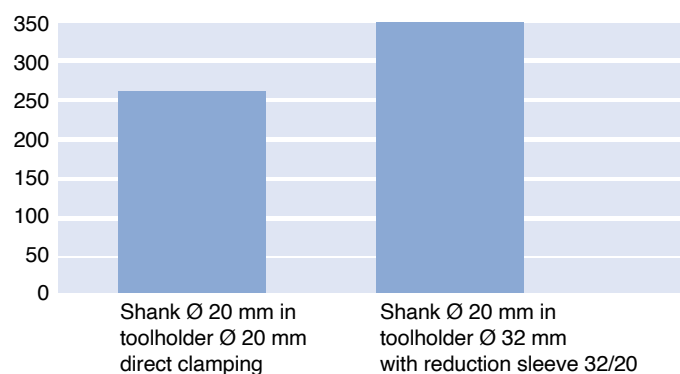 350
300
250
200
150
100
50
0
Shank Ø 20 mm in
toolholder Ø 20 mm
direct clamping
Shank Ø 20 mm in
toolholder Ø 32 mm
with reduction sleeve 32/20